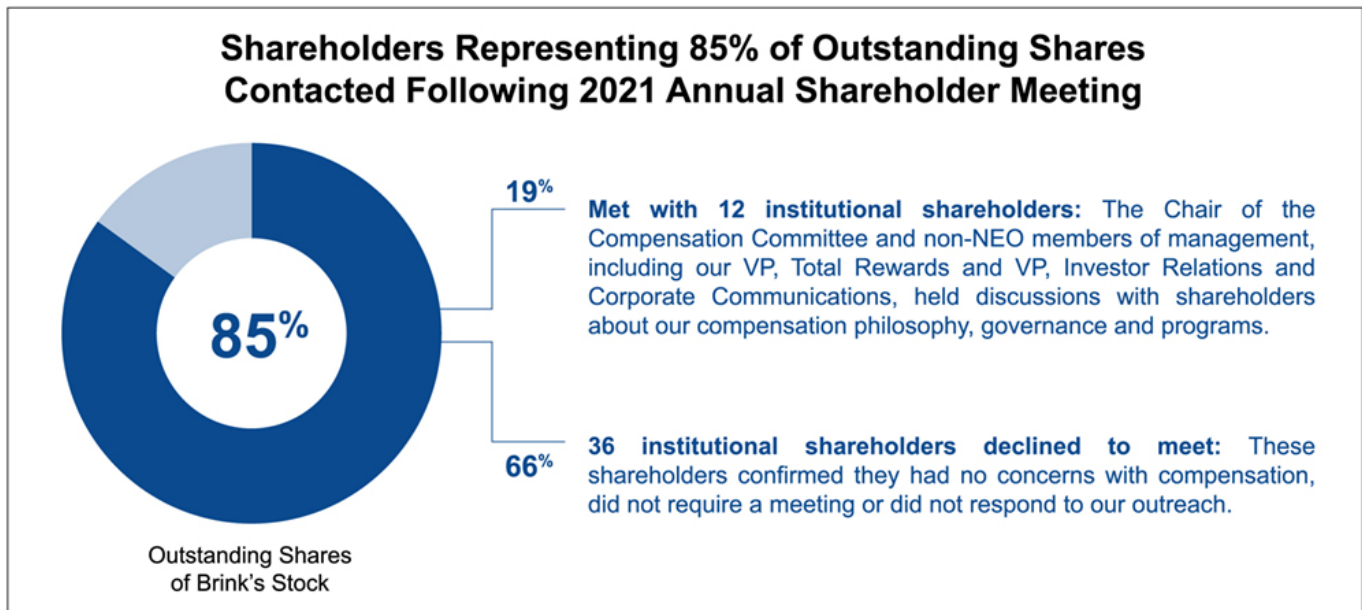 Shareholders Representing 85% of Outstanding Shares
Contacted Following 2021 Annual Shareholder Meeting
85%
Outstanding Shares
of Brink's Stock
19%
Met with 12 institutional shareholders: The Chair of the
Compensation Committee and non-NEO members of management,
including our VP, Total Rewards and VP, Investor Relations and
Corporate Communications, held discussions with shareholders
about our compensation philosophy, governance and programs.
66%
36 institutional shareholders declined to meet: These
shareholders confirmed they had no concerns with compensation,
did not require a meeting or did not respond to our outreach.